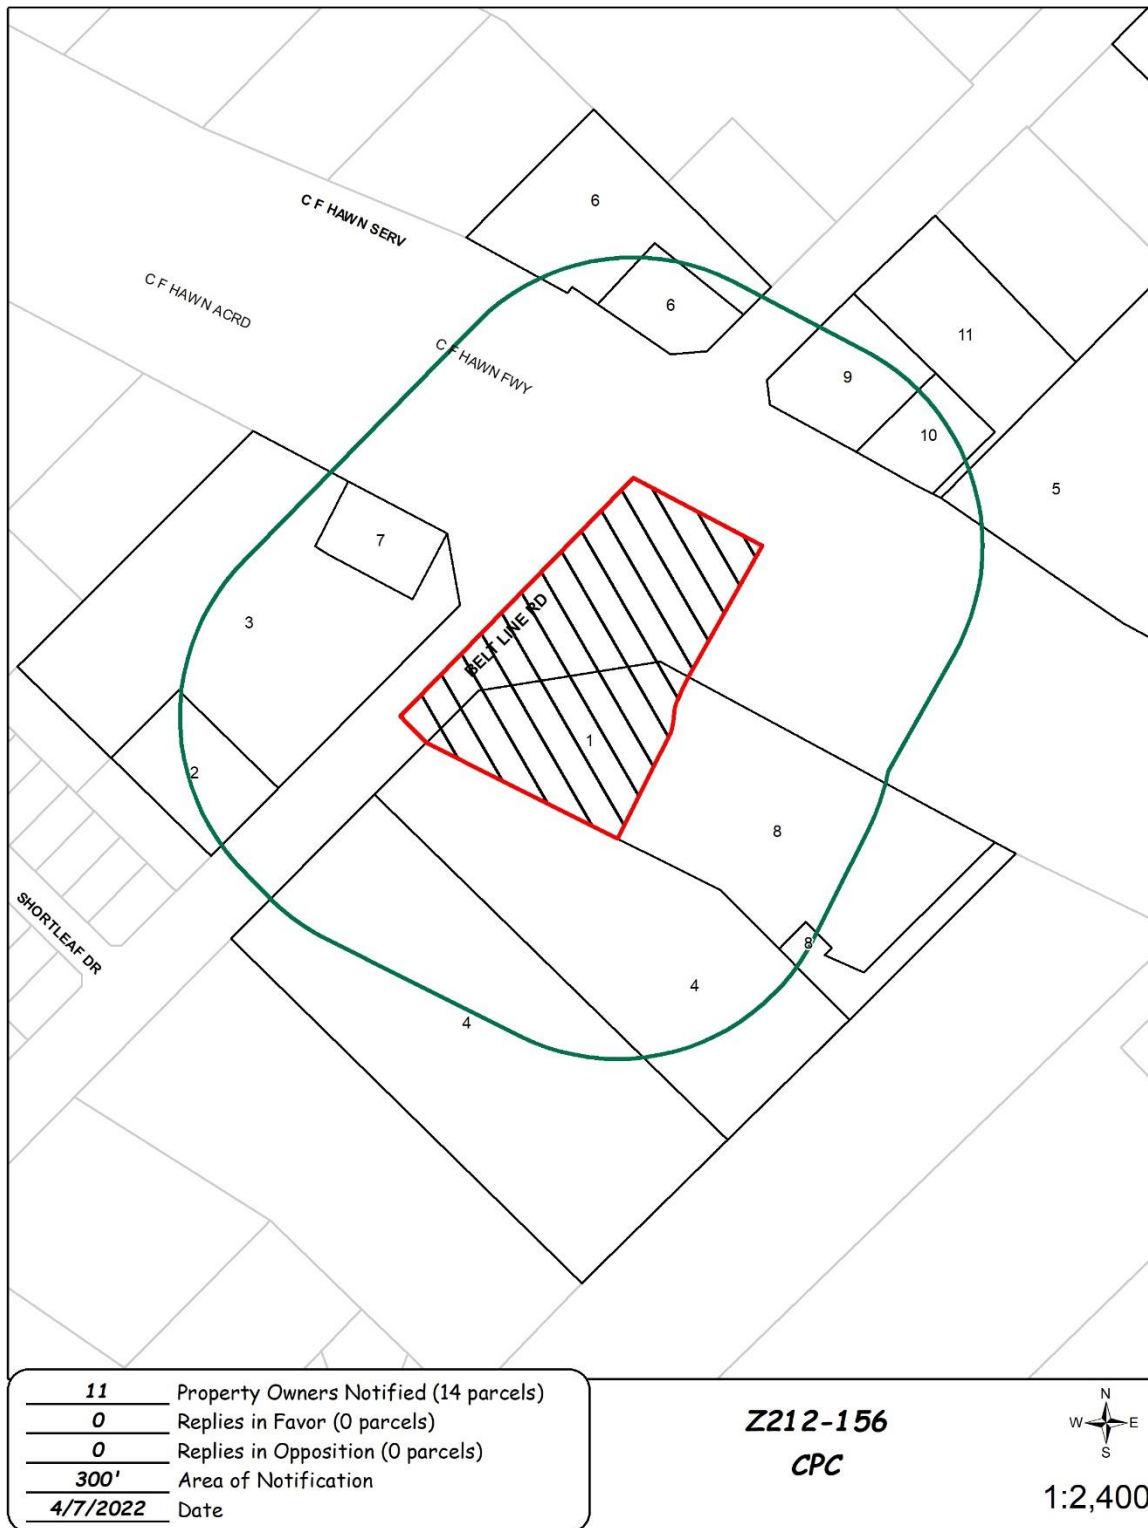 6
C F HAWN SERV
C F HAWN ACRD
6
11
C F HAWN FWY
9
10
5
7
3
BELT LINE RD
1
2
8
SHORTLEAF DR
8
4
4
11 Property Owners Notified (14 parcels)
0 Replies in Favor (0 parcels)
0 Replies in Opposition (0 parcels)
300' Area of Notification
4/7/2022 Date
Z212-156
CPC
N
W E
S
1:2,400